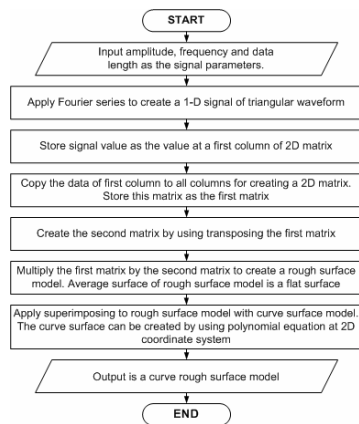 START
Input amplitude, frequency and data
length as the signal parameters.
Apply Fourier series to create a 1-D signal of triangular waveform
Store signal value as the value at a first column of 2D matrix
Copy the data of first column to all columns for creating a 2D matrix.
Store this matrix as the first matrix
Create the second matrix by using transposing the first matrix
Multiply the first matrix by the second matrix to create a rough surface
model. Average surface of rough surface model is a flat surface
Apply superimposing to rough surface model with curve surface model.
The curve surface can be created by using polynomial equation at 2D
coordinate system
Output is a curve rough surface model
END